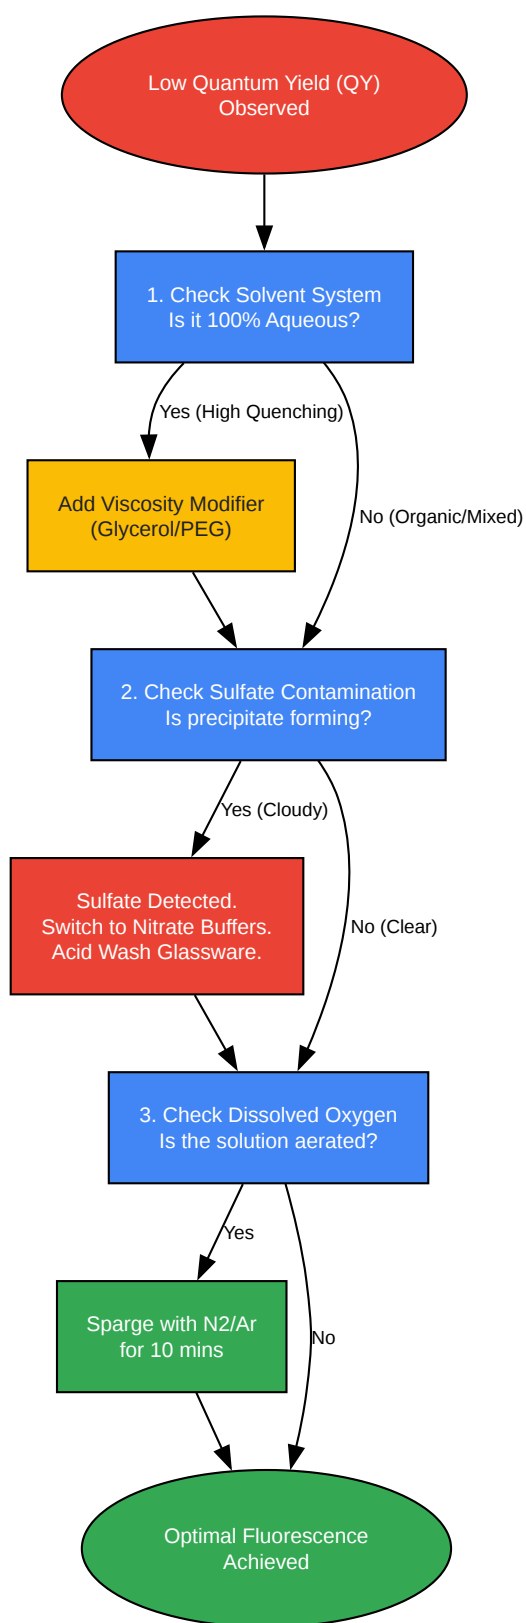 Low Quantum Yield (QY)
Observed
1. Check Solvent System
Is it 100% Aqueous?
Yes (High Quenching)
Add Viscosity Modifier
(Glycerol/PEG)
No (Organic/Mixed)
2. Check Sulfate Contamination
Is precipitate forming?
Yes (Cloudy)
Sulfate Detected.
Switch to Nitrate Buffers.
Acid Wash Glassware.
No (Clear)
3. Check Dissolved Oxygen
Is the solution aerated?
Yes
Sparge with N2/Ar
for 10 mins
No
Optimal Fluorescence
Achieved